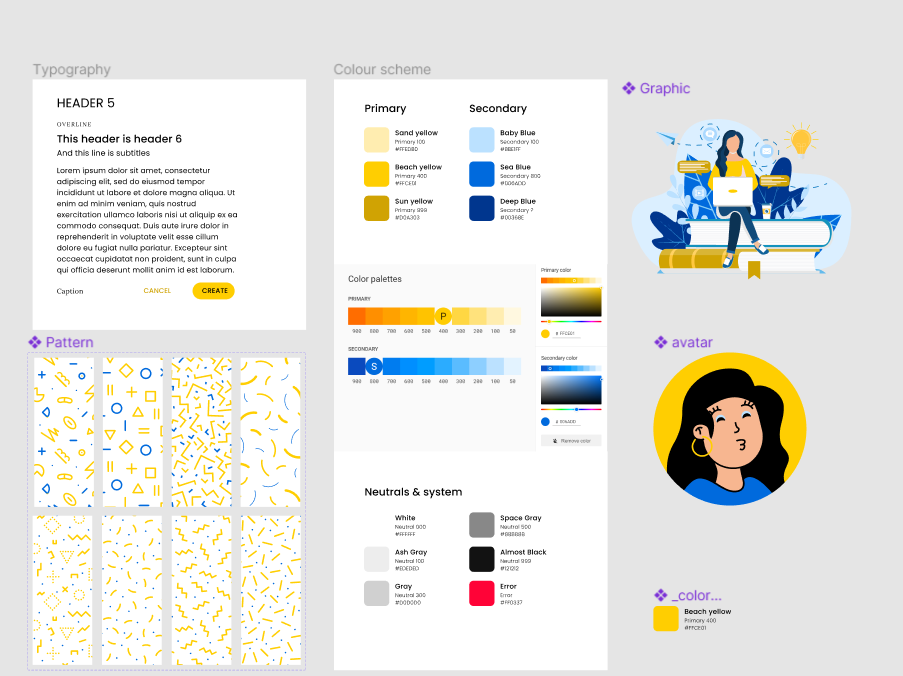 Typography
HEADER 5
OVERLINE
This header is header 6
And this line is subtitles
Lorem ipsum dolor sit amet, consectetur
adipiscing elit, sed do eiusmod tempor
incididunt ut labore et dolore magna aliqua. Ut
enim ad minim veniam, quis nostrud
exercitation ullamco laboris nisi ut aliquip ex ea
commodo consequat. Duis aute irure dolor in
reprehenderit in voluptate velit esse cillum
dolore eu fugiat nulla pariatur. Excepteur sint
occaecat cupidatat non proident, sunt in culpa
qui officia deserunt mollit anim id est laborum.
Caption
CANCEL
CREATE
Pattern
Colour scheme
Primary
Sand yellow
Primary 100
Beach yellow
Primary 400
#FFCE01
Sun yellow
Primary 999
#D0A303
Secondary
Baby Blue
Secondary 100
Sea Blue
Secondary 800
#006ADD
Deep Blue
Secondary ?
Color palettes
PRIMARY
P
900 800 700 600 500 400 300 200 100 50
SECONDARY
S
900 800 700 600 500 400 300 200 100 50
Primary color
# FFCE01
Secondary color
# 006ADD
Remove color
Neutrals & system
White
Neutral 000
#FFFFFF
Ash Gray
Neutral 100
#EDEDED
Gray
Neutral 300
#D0D0D0
Space Gray
Neutral 500
#8B8B8B
Almost Black
Neutral 999
#121212
Error
Error
#FF0337
Graphic
avatar
_color...
Beach yellow
Primary 400
#FFCE01